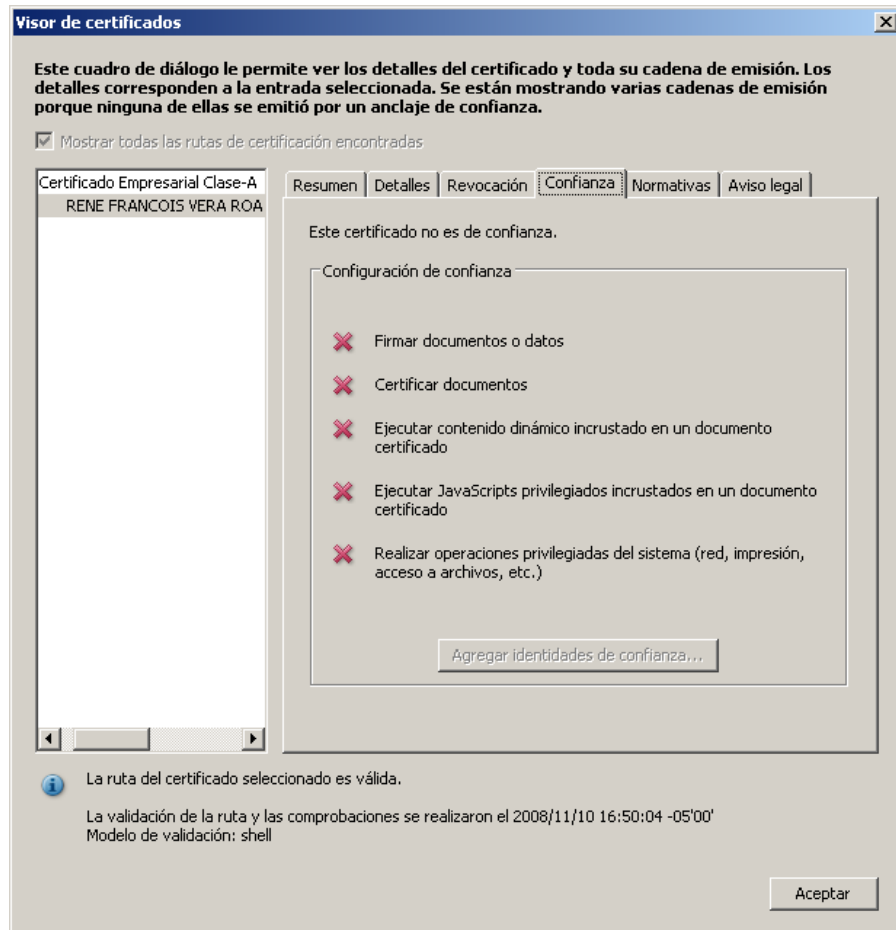 Visor de certificados
Este cuadro de diálogo le permite ver los detalles del certificado y toda su cadena de emisión. Los
detalles corresponden a la entrada seleccionada. Se están mostrando varias cadenas de emisión
porque ninguna de ellas se emitió por un anclaje de confianza.
Mostrar todas las rutas de certificación encontradas
Certificado Empresarial Clase-A
RENE FRANCOIS VERA ROA
Resumen Detalles Revocación Confianza Normativas Aviso legal
Este certificado no es de confianza.
Configuración de confianza
Firmar documentos o datos
Certificar documentos
Ejecutar contenido dinámico incrustado en un documento
certificado
Ejecutar JavaScripts privilegiados incrustados en un documento
certificado
Realizar operaciones privilegiadas del sistema (red, impresión,
acceso a archivos, etc.)
Agregar identidades de confianza...
La ruta del certificado seleccionado es válida.
La validación de la ruta y las comprobaciones se realizaron el 2008/11/10 16:50:04 -05'00'
Modelo de validación: shell
Aceptar